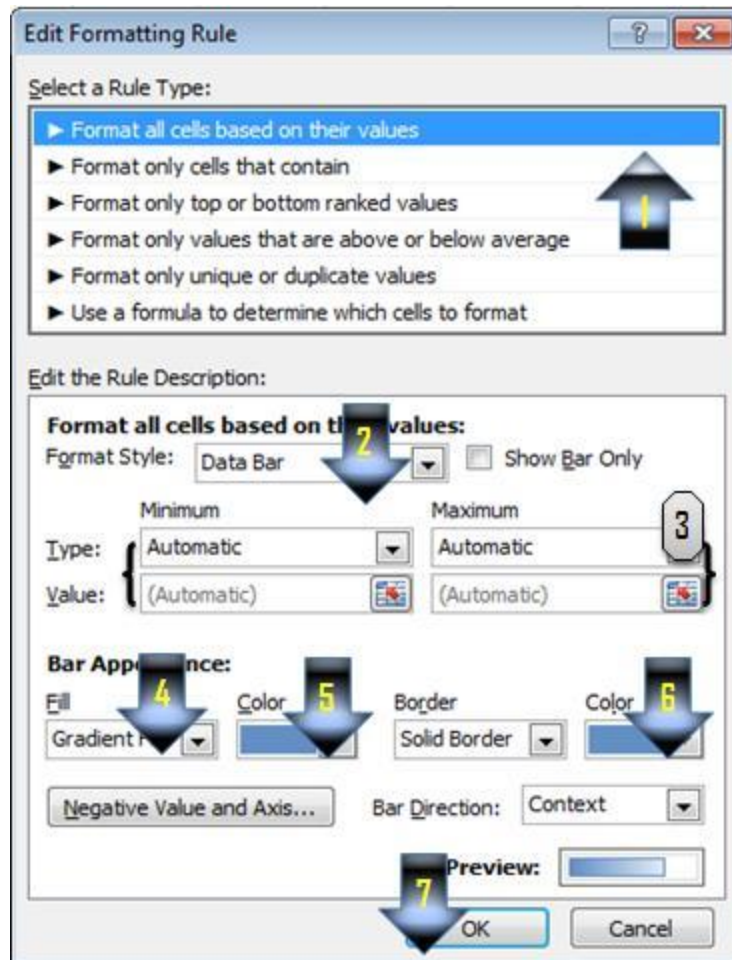 Edit Formatting Rule
Select a Rule Type:
► Format all cells based on their values
► Format only cells that contain
► Format only top or bottom ranked values
► Format only values that are above or below average
► Format only unique or duplicate values
► Use a formula to determine which cells to format
1
Edit the Rule Description:
Format all cells based on their values:
2
Format Style: Data Bar Show Bar Only
Minimum Maximum
3
Type: Automatic Automatic
Value: (Automatic) (Automatic)
Bar Appearance:
4 5 6
Fill Color Border Color
Gradient Solid Border
Negative Value and Axis... Bar Direction: Context
Preview:
7
OK Cancel